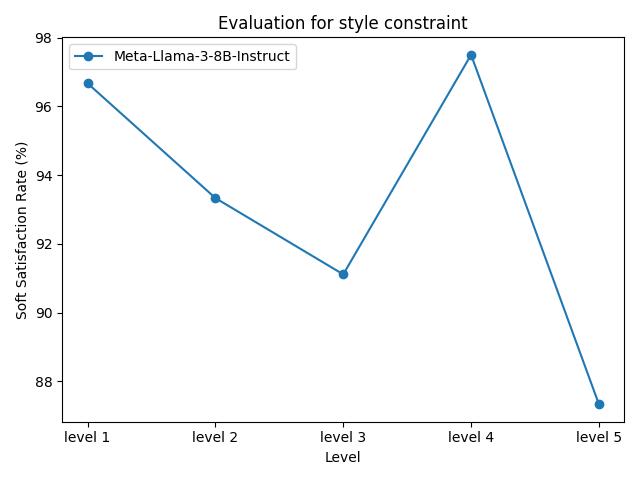 Evaluation for style constraint
Meta-Llama-3-8B-Instruct
Soft Satisfaction Rate (%)
98
96
94
92
90
88
level 1
level 2
level 3
level 4
level 5
Level